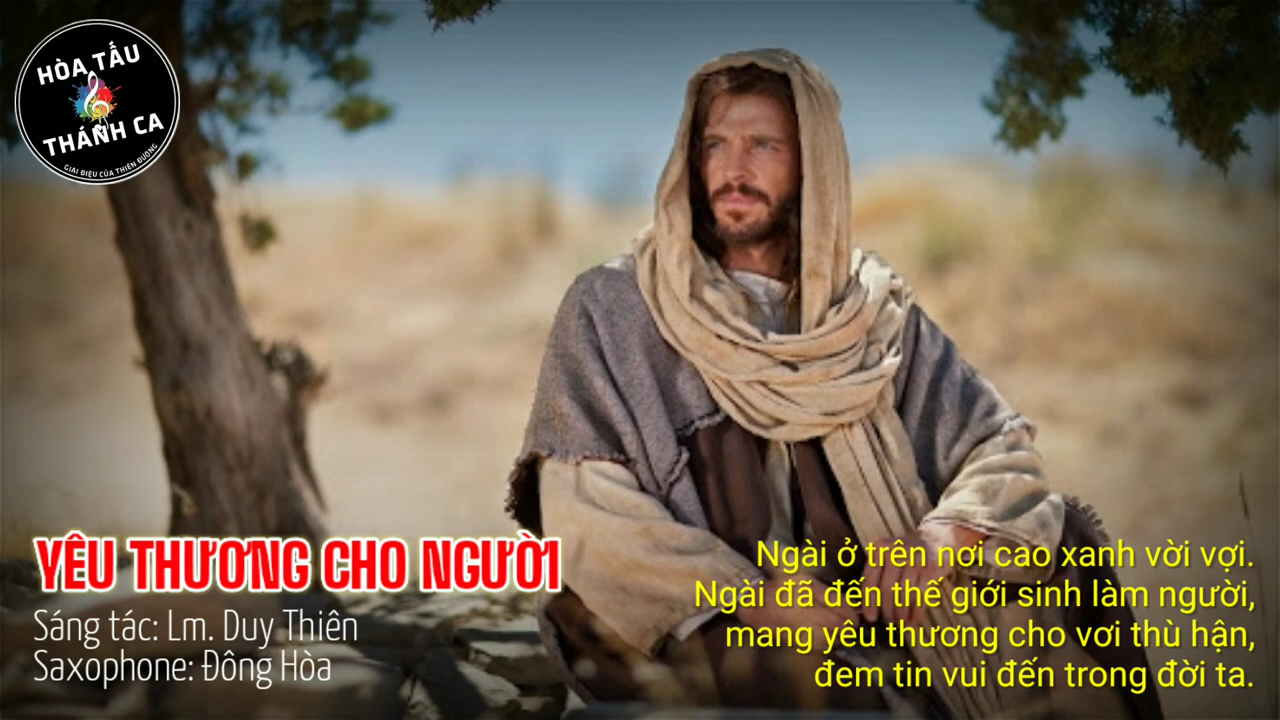 HÒA TẤU
THÁNH CA
GIAI ĐIỆU CỦA THIÊN ĐƯỜNG
YÊU THƯƠNG CHO NGƯỜI
Sáng tác: Lm. Duy Thiên
Saxophone: Đông Hòa
Ngài ở trên nơi cao xanh vời vợi.
Ngài đã đến thế giới sinh làm người,
mang yêu thương cho vơi thù hận,
đem tin vui đến trong đời ta.